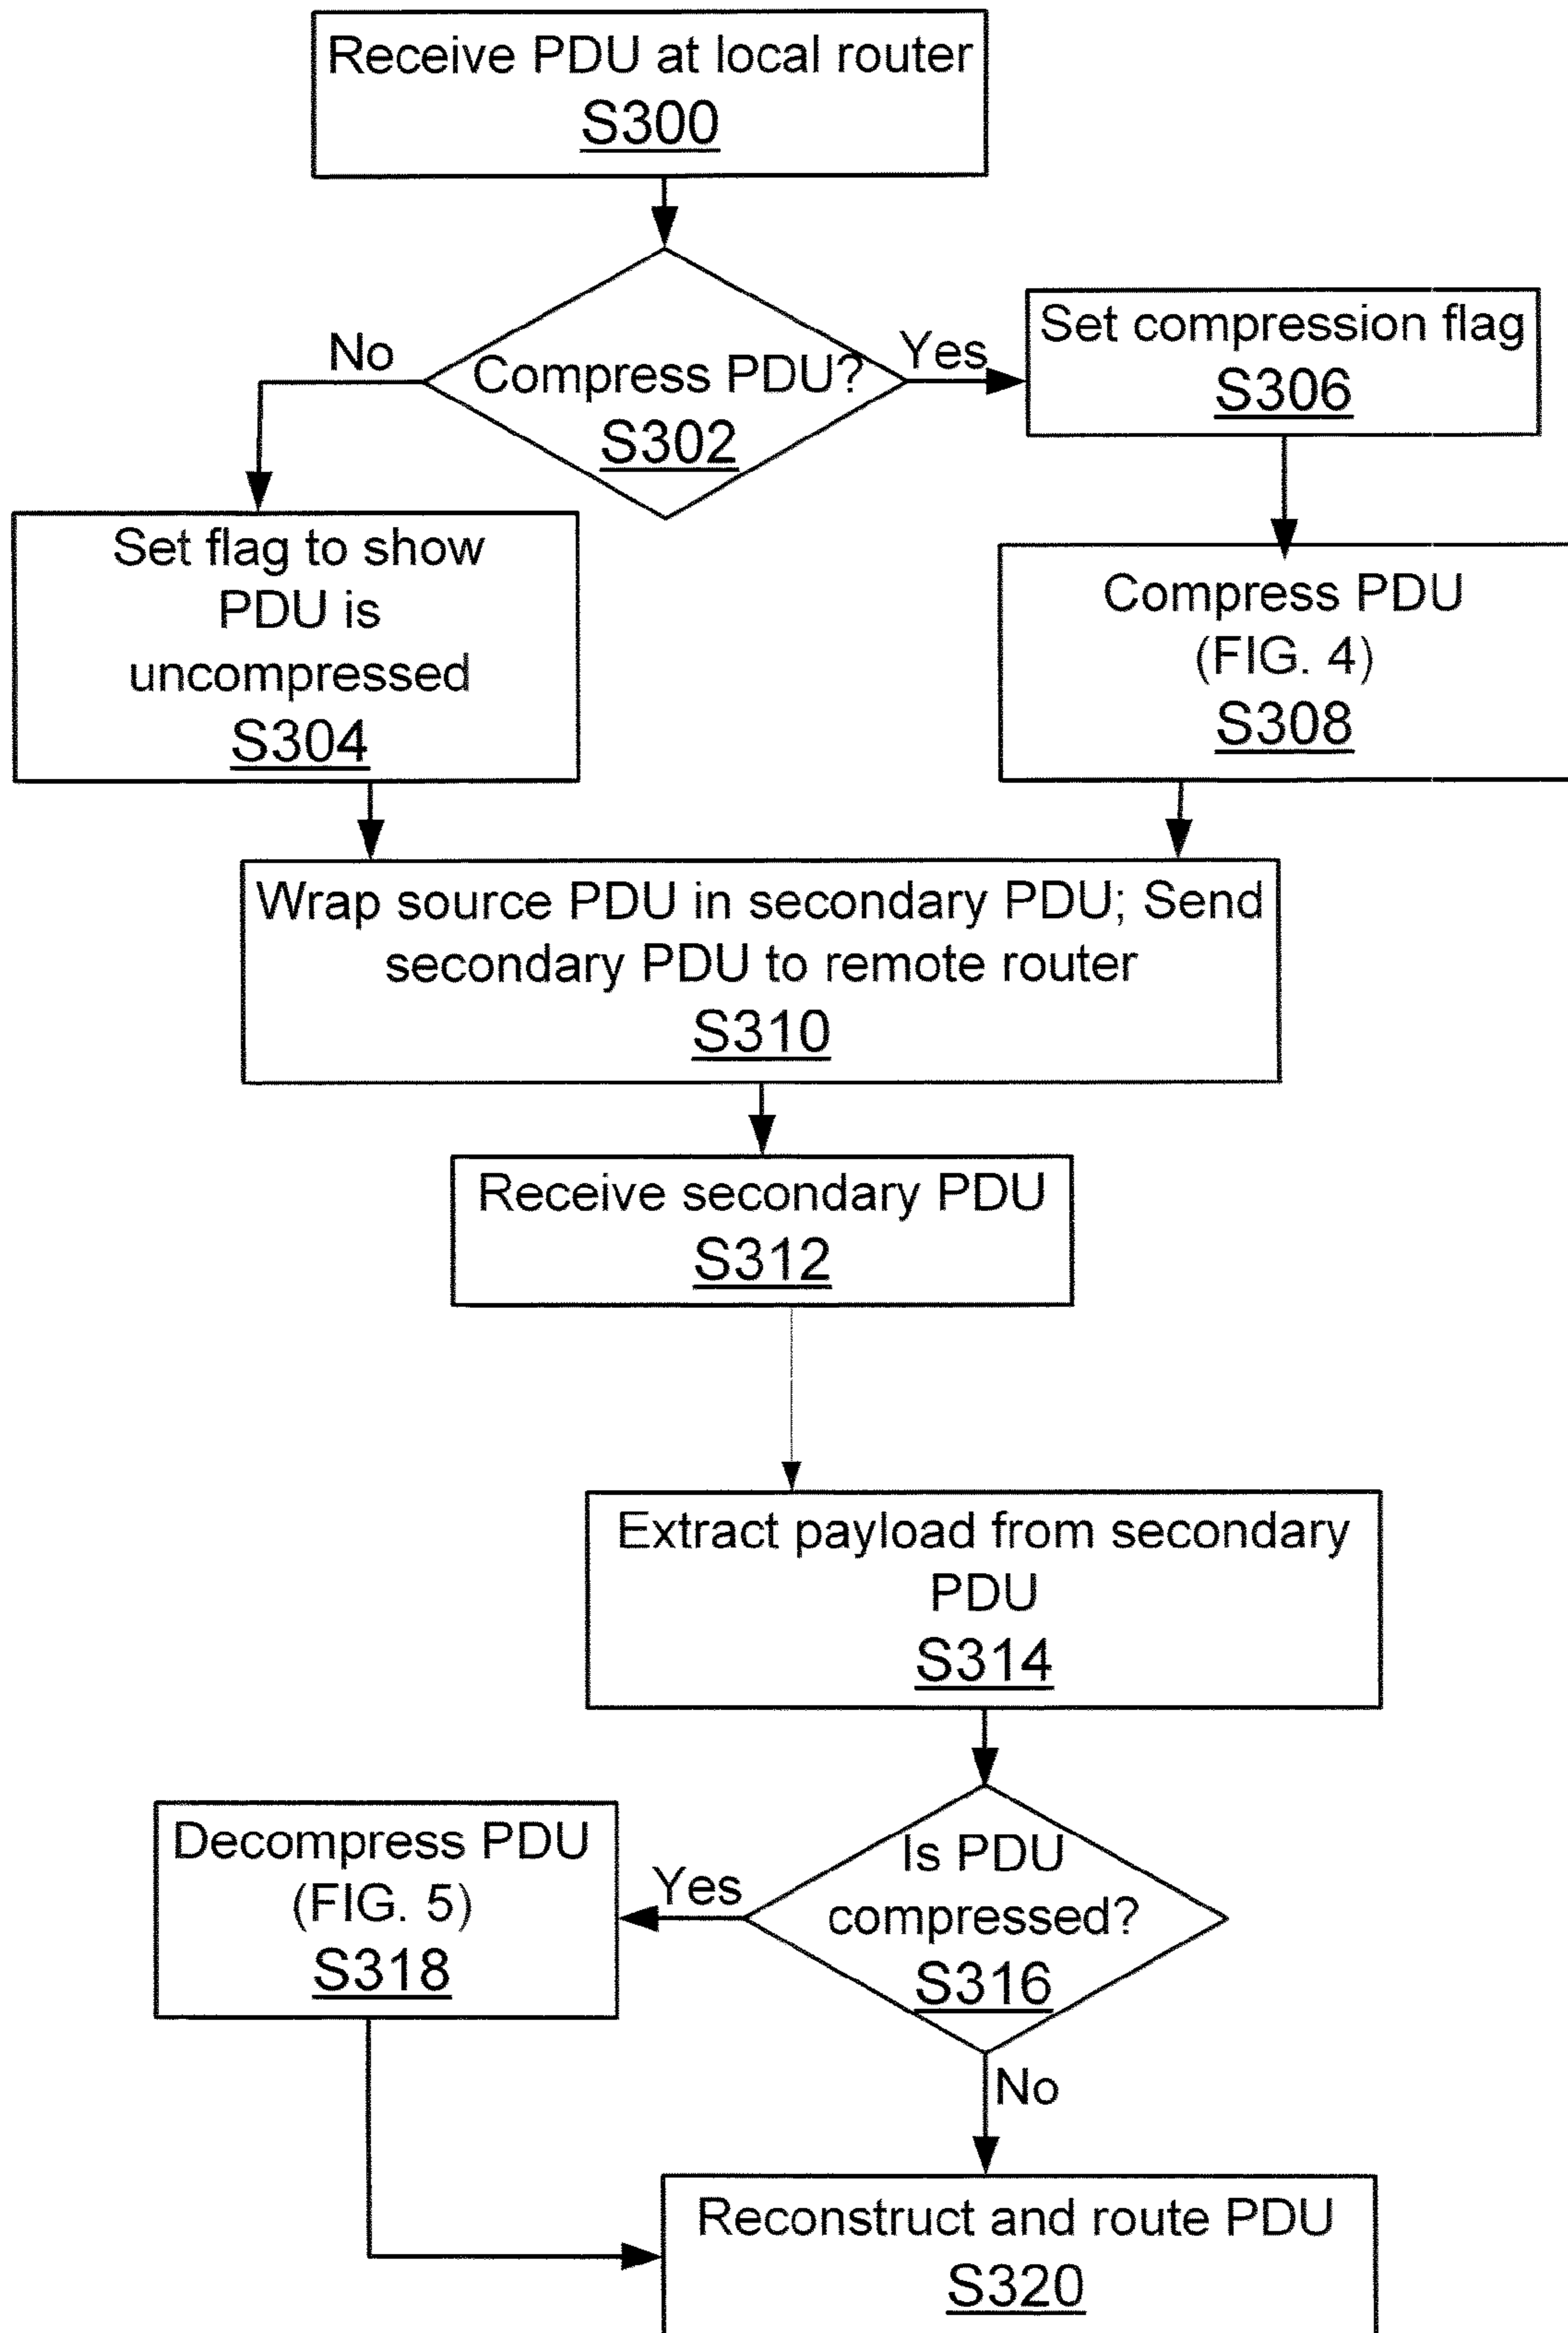 Receive PDU at local router
S300
No
Compress PDU?
S302
Yes
Set compression flag
S306
Set flag to show
PDU is
uncompressed
S304
Compress PDU
(FIG. 4)
S308
Wrap source PDU in secondary PDU; Send
secondary PDU to remote router
S310
Receive secondary PDU
S312
Extract payload from secondary
PDU
S314
Decompress PDU
(FIG. 5)
S318
Yes
Is PDU
compressed?
S316
No
Reconstruct and route PDU
S320